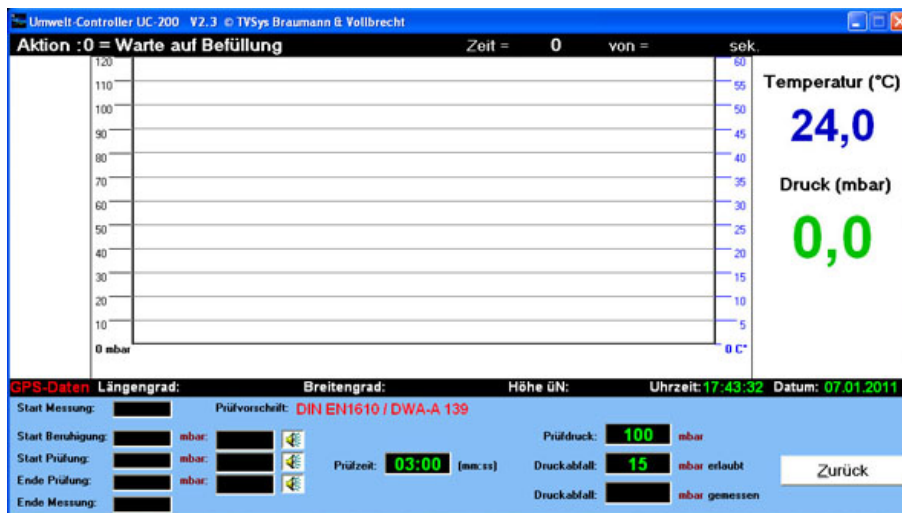 Umwelt-Controller UC-200 V2.3 © TVSys Braumann & Vollbrecht
Aktion :0 = Warte auf Befüllung Zeit = 0 von = sek.
120 60
110 55
100 50
90 45
80 40
70 35
60 30
50 25
40 20
30 15
20 10
10 5
0 mbar 0 C°
Temperatur (°C)
24,0
Druck (mbar)
0,0
GPS-Daten Längengrad: Breitengrad: Höhe üN: Uhrzeit: 17:43:32 Datum: 07.01.2011
Start Messung: Prüfvorschrift: DIN EN1610 / DWA-A 139
Start Beruhigung: mbar: Prüfdruck: 100 mbar
Start Prüfung: mbar: Prüfzeit: 03:00 (mm:ss) Druckabfall: 15 mbar erlaubt
Ende Prüfung: mbar: Druckabfall: mbar gemessen
Ende Messung:
Zurück